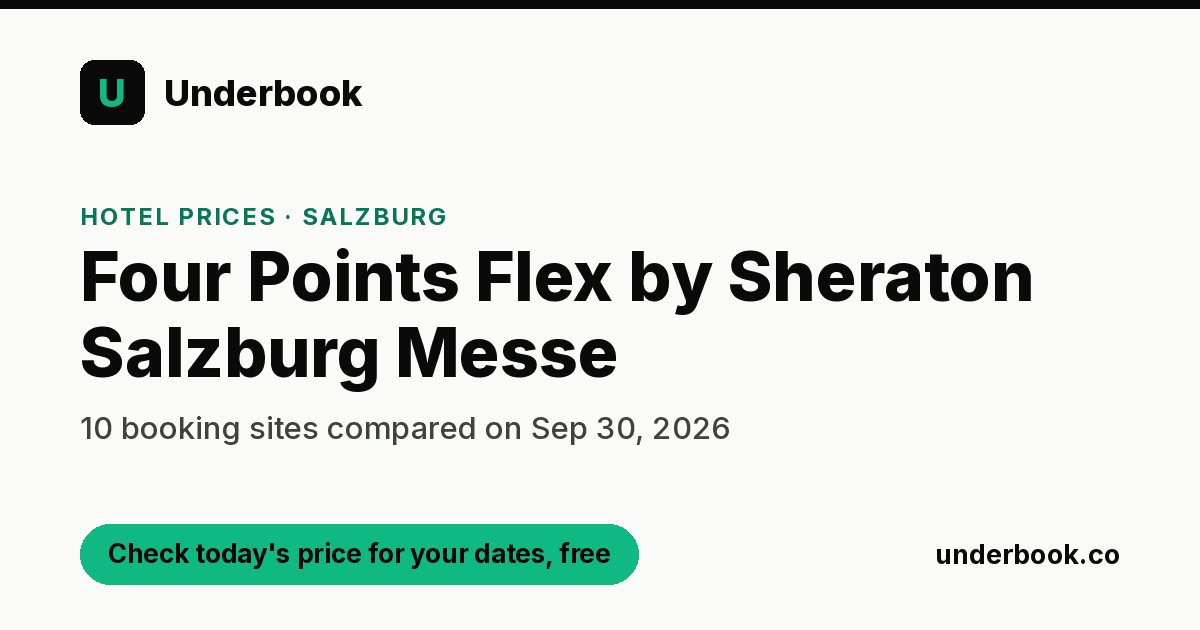 U Underbook
HOTEL PRICES · SALZBURG
Four Points Flex by Sheraton
Salzburg Messe
10 booking sites compared on Sep 30, 2026
Check today's price for your dates, free
underbook.co